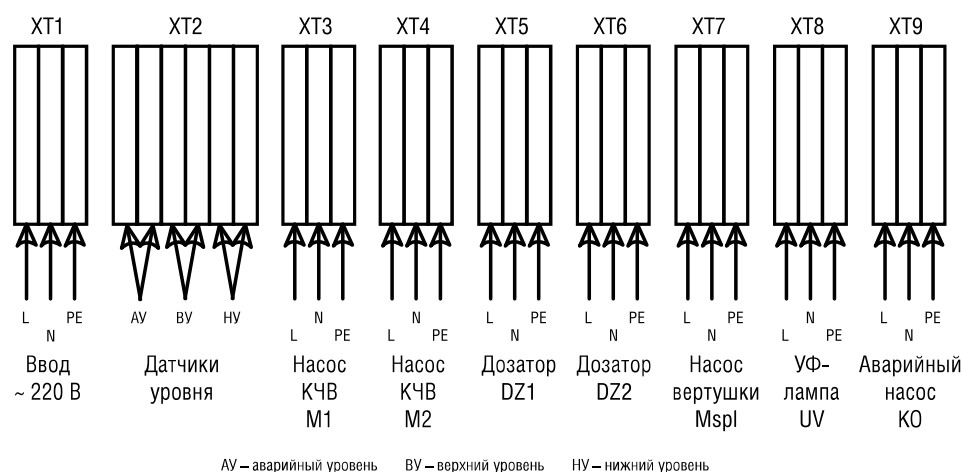 XT1 XT2 XT3 XT4 XT5 XT6 XT7 XT8 XT9
L N PE АУ ВУ НУ L N PE L N PE L N PE L N PE L N PE L N PE L N PE
Ввод Датчики Насос Насос Дозатор Дозатор Насос УФ– Аварийный
~ 220 В уровня КЧВ КЧВ DZ1 DZ2 вертушки лампа насос
M1 M2 Mspl UV КО
АУ – аварийный уровень ВУ – верхний уровень НУ – нижний уровень